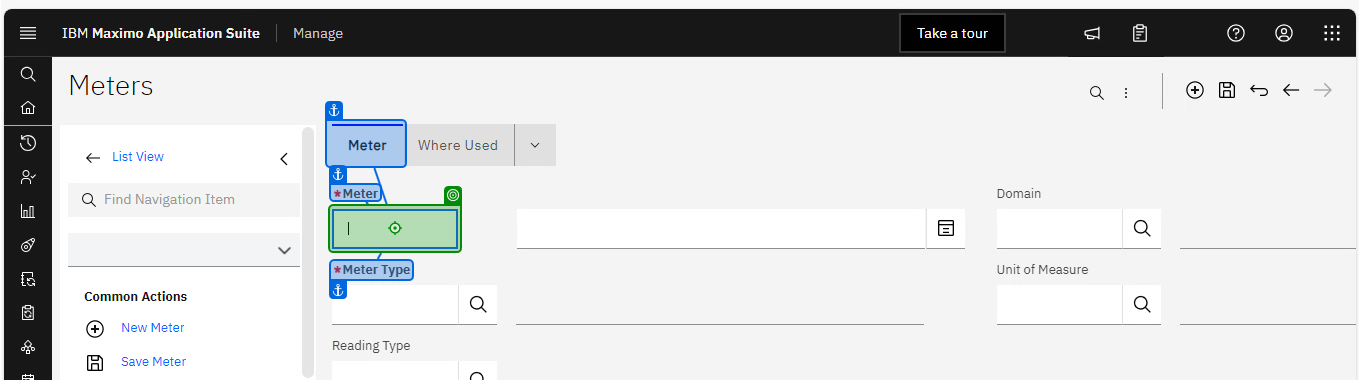 IBM Maximo Application Suite
Manage
Take a tour
Meters
List View
Find Navigation Item
Common Actions
New Meter
Save Meter
Meter
Where Used
*Meter
Domain
*Meter Type
Unit of Measure
Reading Type